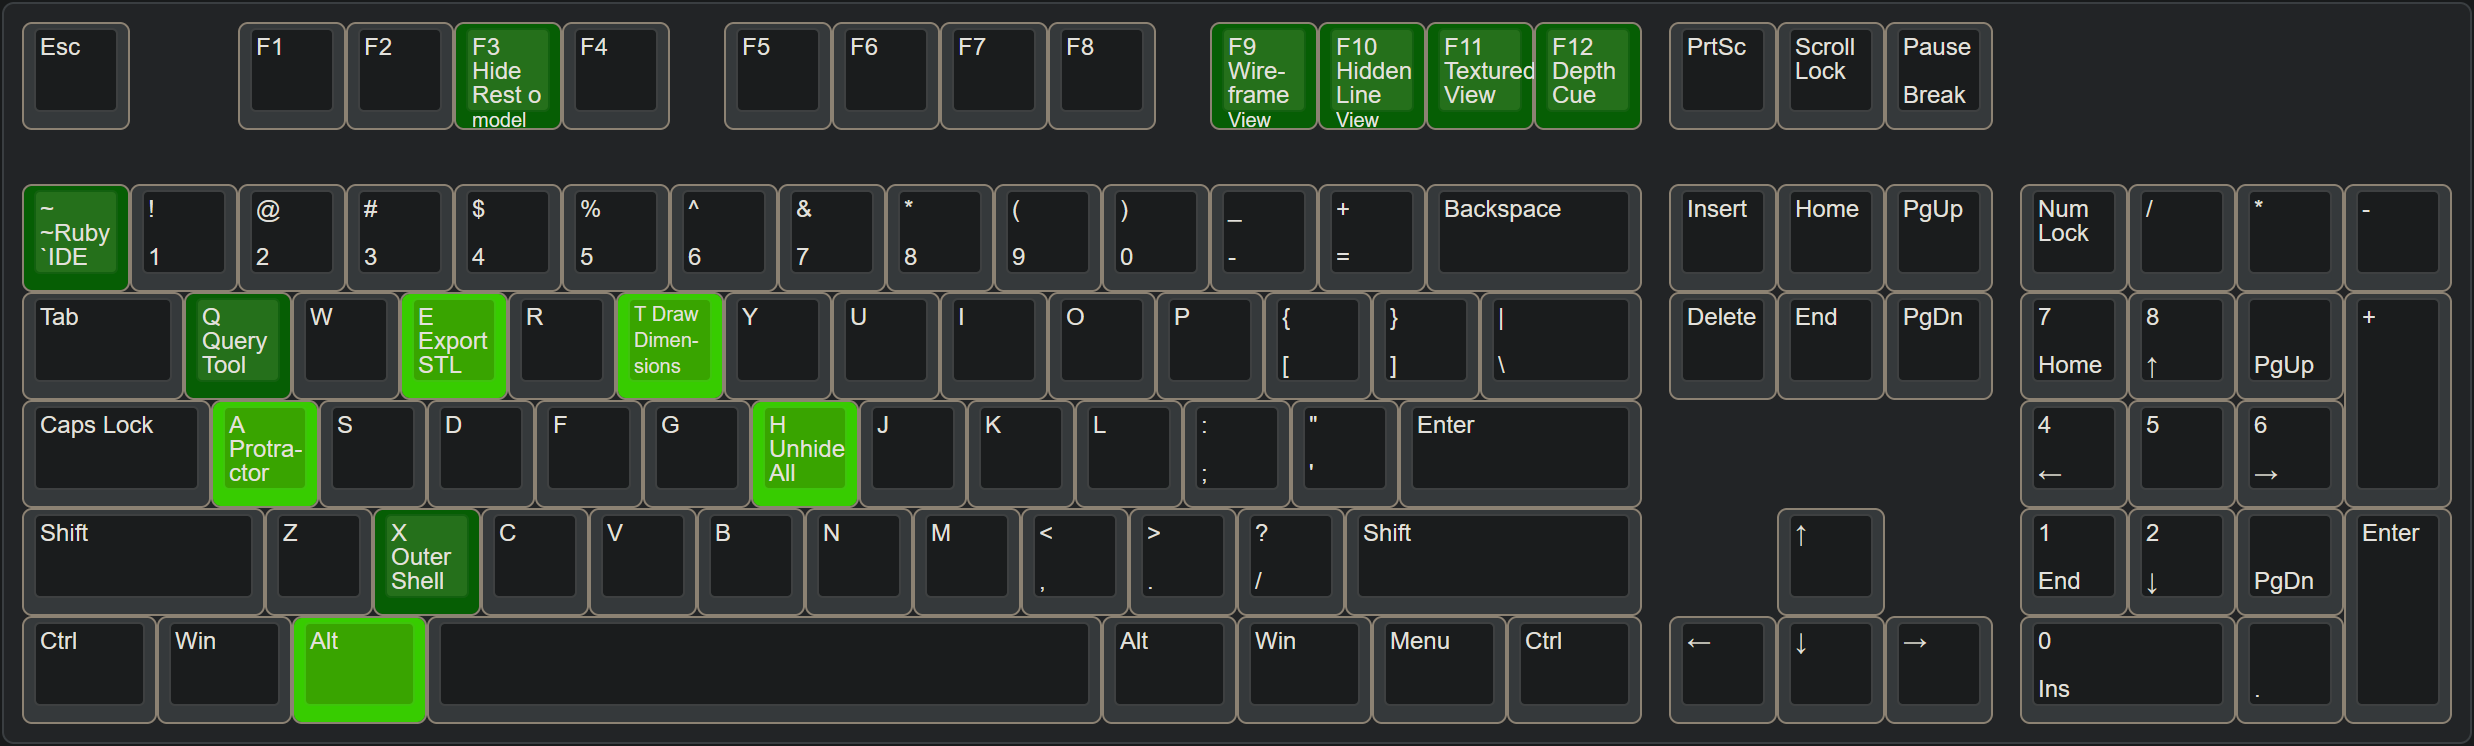 Esc
F1
F2
F3
Hide
Rest o
model
F4
F5
F6
F7
F8
F9
Wire-
frame
View
F10
Hidden
Line
View
F11
Textured
View
F12
Depth
Cue
PrtSc
Scroll
Lock
Pause
Break
~
~Ruby
`IDE
!
1
@
2
#
3
$
4
%
5
^
6
&
7
*
8
(
9
)
0
_
-
+
=
Backspace
Insert
Home
PgUp
Num
Lock
/
*
-
Tab
Q
Query
Tool
W
E
Export
STL
R
T Draw
Dimen-
sions
Y
U
I
O
P
{
[
}
]
|
\
Delete
End
PgDn
7
Home
8
↑
PgUp
+
Caps Lock
A
Protra-
ctor
S
D
F
G
H
Unhide
All
J
K
L
:
;
"
'
Enter
4
←
5
6
→
Shift
Z
X
Outer
Shell
C
V
B
N
M
<
,
>
.
?
/
Shift
↑
1
End
2
↓
PgDn
Enter
Ctrl
Win
Alt
Alt
Win
Menu
Ctrl
←
↓
→
0
Ins
.